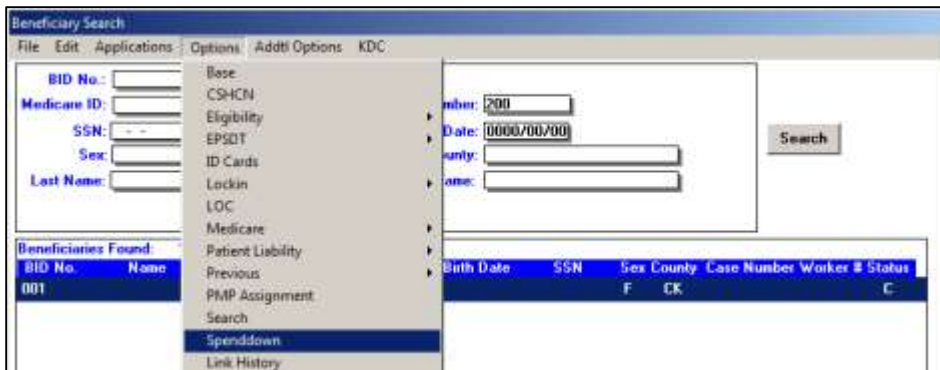 Beneficiary Search
File Edit Applications Options Addtl Options KDC
BID No.:
Medicare ID:
SSN: - -
Sex:
Last Name:
mber: 200
Date: 0000/00/00
unty:
ame:
Search
Base
CSHCN
Eligibility
EPSDT
ID Cards
Lockin
LOC
Medicare
Patient Liability
Previous
PMP Assignment
Search
Spenddown
Link History
Beneficiaries Found:
BID No. Name Birth Date SSN Sex County Case Number Worker # Status
001 F CK C